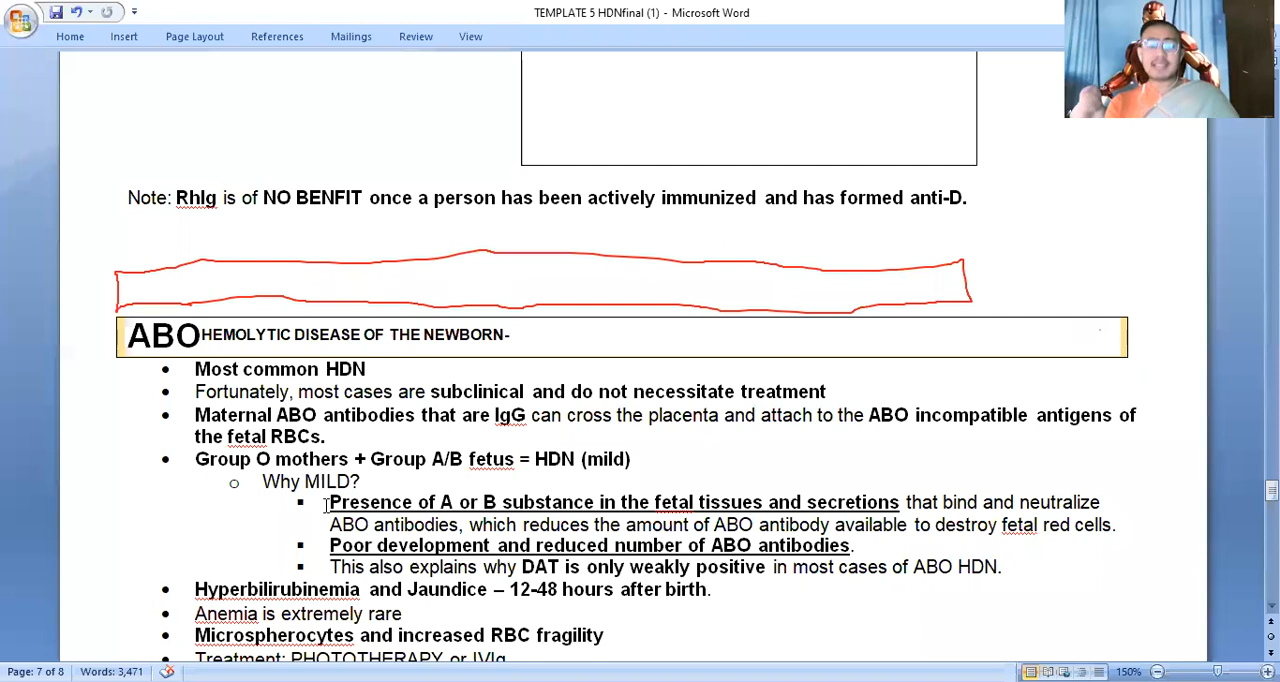 TEMPLATE 5 HDNfinal (1) - Microsoft Word
Home Insert Page Layout References Mailings Review View
Note: RhIg is of NO BENFIT once a person has been actively immunized and has formed anti-D.
ABO HEMOLYTIC DISEASE OF THE NEWBORN-
• Most common HDN
• Fortunately, most cases are subclinical and do not necessitate treatment
• Maternal ABO antibodies that are IgG can cross the placenta and attach to the ABO incompatible antigens of
the fetal RBCs.
• Group O mothers + Group A/B fetus = HDN (mild)
o Why MILD?
▪ Presence of A or B substance in the fetal tissues and secretions that bind and neutralize
ABO antibodies, which reduces the amount of ABO antibody available to destroy fetal red cells.
▪ Poor development and reduced number of ABO antibodies.
▪ This also explains why DAT is only weakly positive in most cases of ABO HDN.
• Hyperbilirubinemia and Jaundice – 12-48 hours after birth.
• Anemia is extremely rare
• Microspherocytes and increased RBC fragility
• Treatment: PHOTOTHERAPY or IVIg
Page: 7 of 8 Words: 3,471 150%